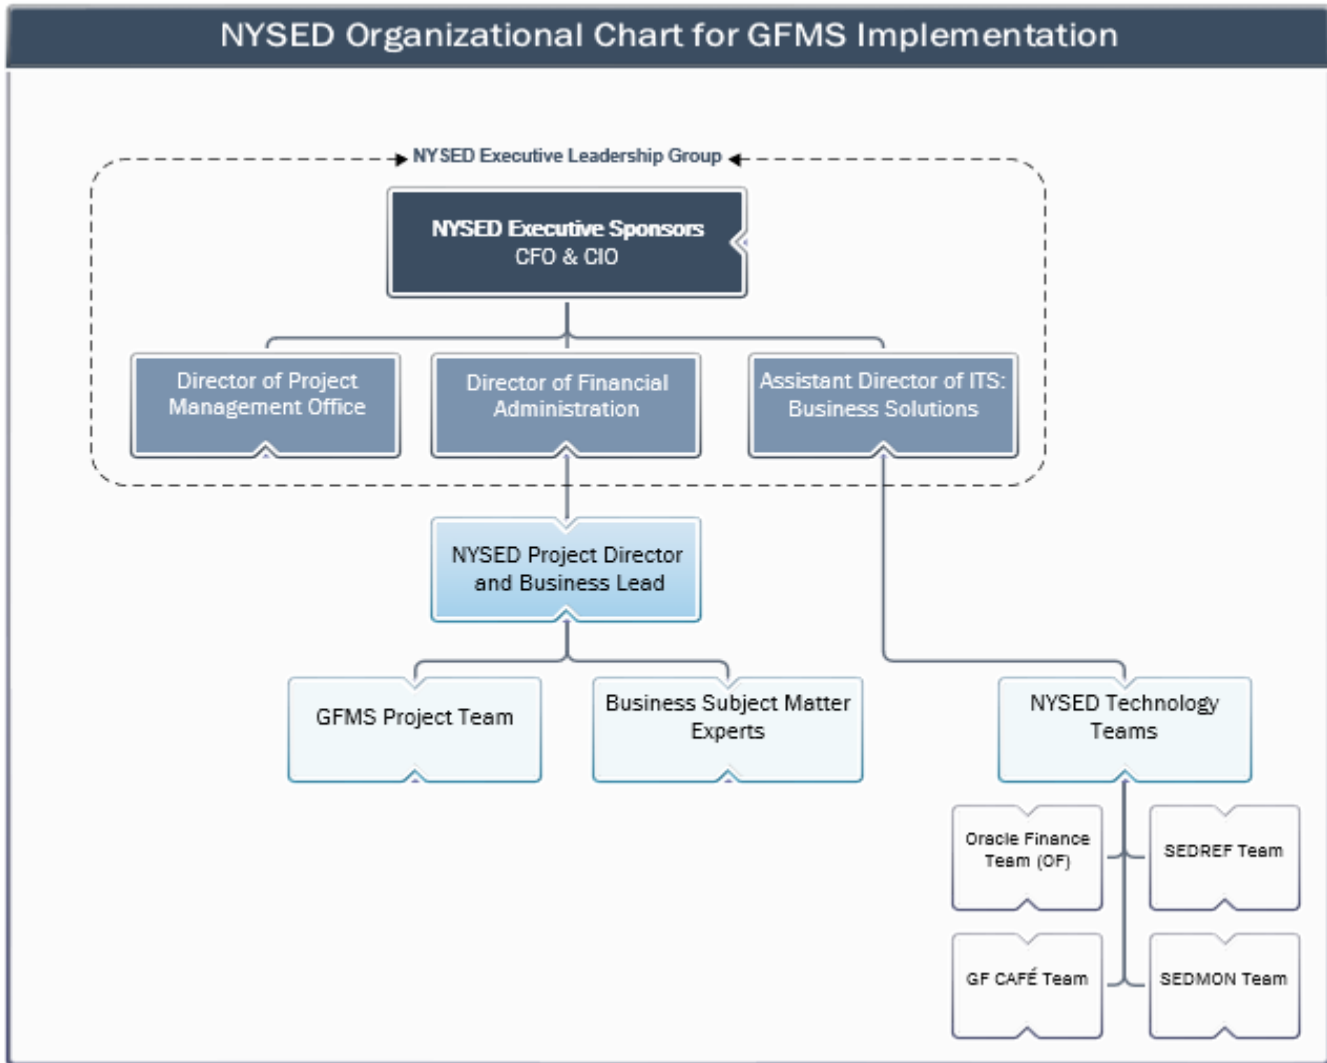 NYSED Organizational Chart for GFMS Implementation
NYSED Executive Leadership Group
NYSED Executive Sponsors
CFO & CIO
Director of Project
Management Office
Director of Financial
Administration
Assistant Director of ITS:
Business Solutions
NYSED Project Director
and Business Lead
GFMS Project Team
Business Subject Matter
Experts
NYSED Technology
Teams
Oracle Finance
Team (OF)
SEDREF Team
GF CAFÉ Team
SEDMON Team